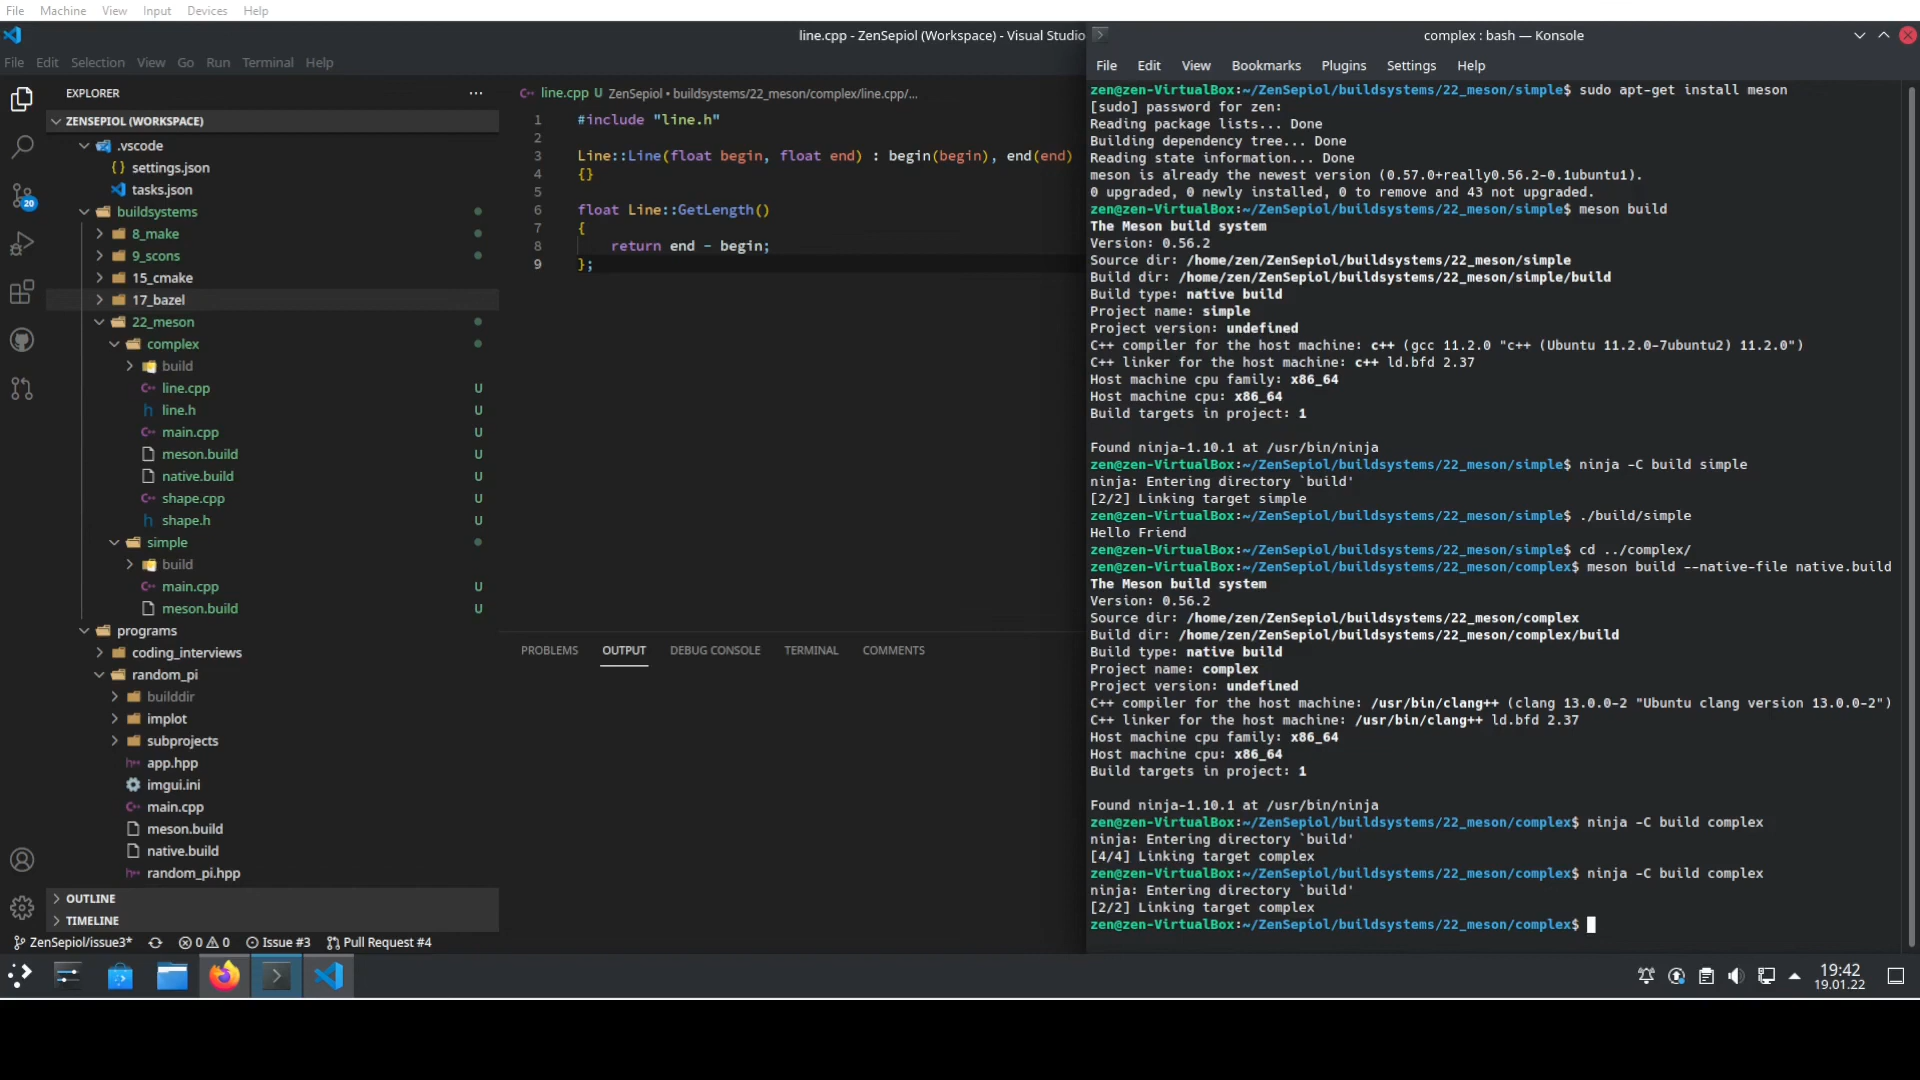 File Machine View Input Devices Help
line.cpp - ZenSepiol (Workspace) - Visual Studio
File Edit Selection View Go Run Terminal Help
EXPLORER
ZENSEPIOL (WORKSPACE)
.vscode
{} settings.json
tasks.json
buildsystems
8_make
9_scons
15_cmake
17_bazel
22_meson
complex
build
line.cpp U
line.h U
main.cpp U
meson.build U
native.build U
shape.cpp U
shape.h U
simple
build
main.cpp U
meson.build U
programs
coding_interviews
random_pi
builddir
implot
subprojects
app.hpp
imgui.ini
main.cpp
meson.build
native.build
random_pi.hpp
OUTLINE
TIMELINE
20
line.cpp U ZenSepiol • buildsystems/22_meson/complex/line.cpp/...
1 #include "line.h"
2
3 Line::Line(float begin, float end) : begin(begin), end(end)
4 {}
5
6 float Line::GetLength()
7 {
8 return end - begin;
9 };
PROBLEMS OUTPUT DEBUG CONSOLE TERMINAL COMMENTS
ZenSepiol/issue3* 0 0 Issue #3 Pull Request #4
complex : bash — Konsole
File Edit View Bookmarks Plugins Settings Help
zen@zen-VirtualBox:~/ZenSepiol/buildsystems/22_meson/simple$ sudo apt-get install meson
[sudo] password for zen:
Reading package lists... Done
Building dependency tree... Done
Reading state information... Done
meson is already the newest version (0.57.0+really0.56.2-0.1ubuntu1).
0 upgraded, 0 newly installed, 0 to remove and 43 not upgraded.
zen@zen-VirtualBox:~/ZenSepiol/buildsystems/22_meson/simple$ meson build
The Meson build system
Version: 0.56.2
Source dir: /home/zen/ZenSepiol/buildsystems/22_meson/simple
Build dir: /home/zen/ZenSepiol/buildsystems/22_meson/simple/build
Build type: native build
Project name: simple
Project version: undefined
C++ compiler for the host machine: c++ (gcc 11.2.0 "c++ (Ubuntu 11.2.0-7ubuntu2) 11.2.0")
C++ linker for the host machine: c++ ld.bfd 2.37
Host machine cpu family: x86_64
Host machine cpu: x86_64
Build targets in project: 1
Found ninja-1.10.1 at /usr/bin/ninja
zen@zen-VirtualBox:~/ZenSepiol/buildsystems/22_meson/simple$ ninja -C build simple
ninja: Entering directory `build'
[2/2] Linking target simple
zen@zen-VirtualBox:~/ZenSepiol/buildsystems/22_meson/simple$ ./build/simple
Hello Friend
zen@zen-VirtualBox:~/ZenSepiol/buildsystems/22_meson/simple$ cd ../complex/
zen@zen-VirtualBox:~/ZenSepiol/buildsystems/22_meson/complex$ meson build --native-file native.build
The Meson build system
Version: 0.56.2
Source dir: /home/zen/ZenSepiol/buildsystems/22_meson/complex
Build dir: /home/zen/ZenSepiol/buildsystems/22_meson/complex/build
Build type: native build
Project name: complex
Project version: undefined
C++ compiler for the host machine: /usr/bin/clang++ (clang 13.0.0-2 "Ubuntu clang version 13.0.0-2")
C++ linker for the host machine: /usr/bin/clang++ ld.bfd 2.37
Host machine cpu family: x86_64
Host machine cpu: x86_64
Build targets in project: 1
Found ninja-1.10.1 at /usr/bin/ninja
zen@zen-VirtualBox:~/ZenSepiol/buildsystems/22_meson/complex$ ninja -C build complex
ninja: Entering directory `build'
[4/4] Linking target complex
zen@zen-VirtualBox:~/ZenSepiol/buildsystems/22_meson/complex$ ninja -C build complex
ninja: Entering directory `build'
[2/2] Linking target complex
zen@zen-VirtualBox:~/ZenSepiol/buildsystems/22_meson/complex$
19:42
19.01.22